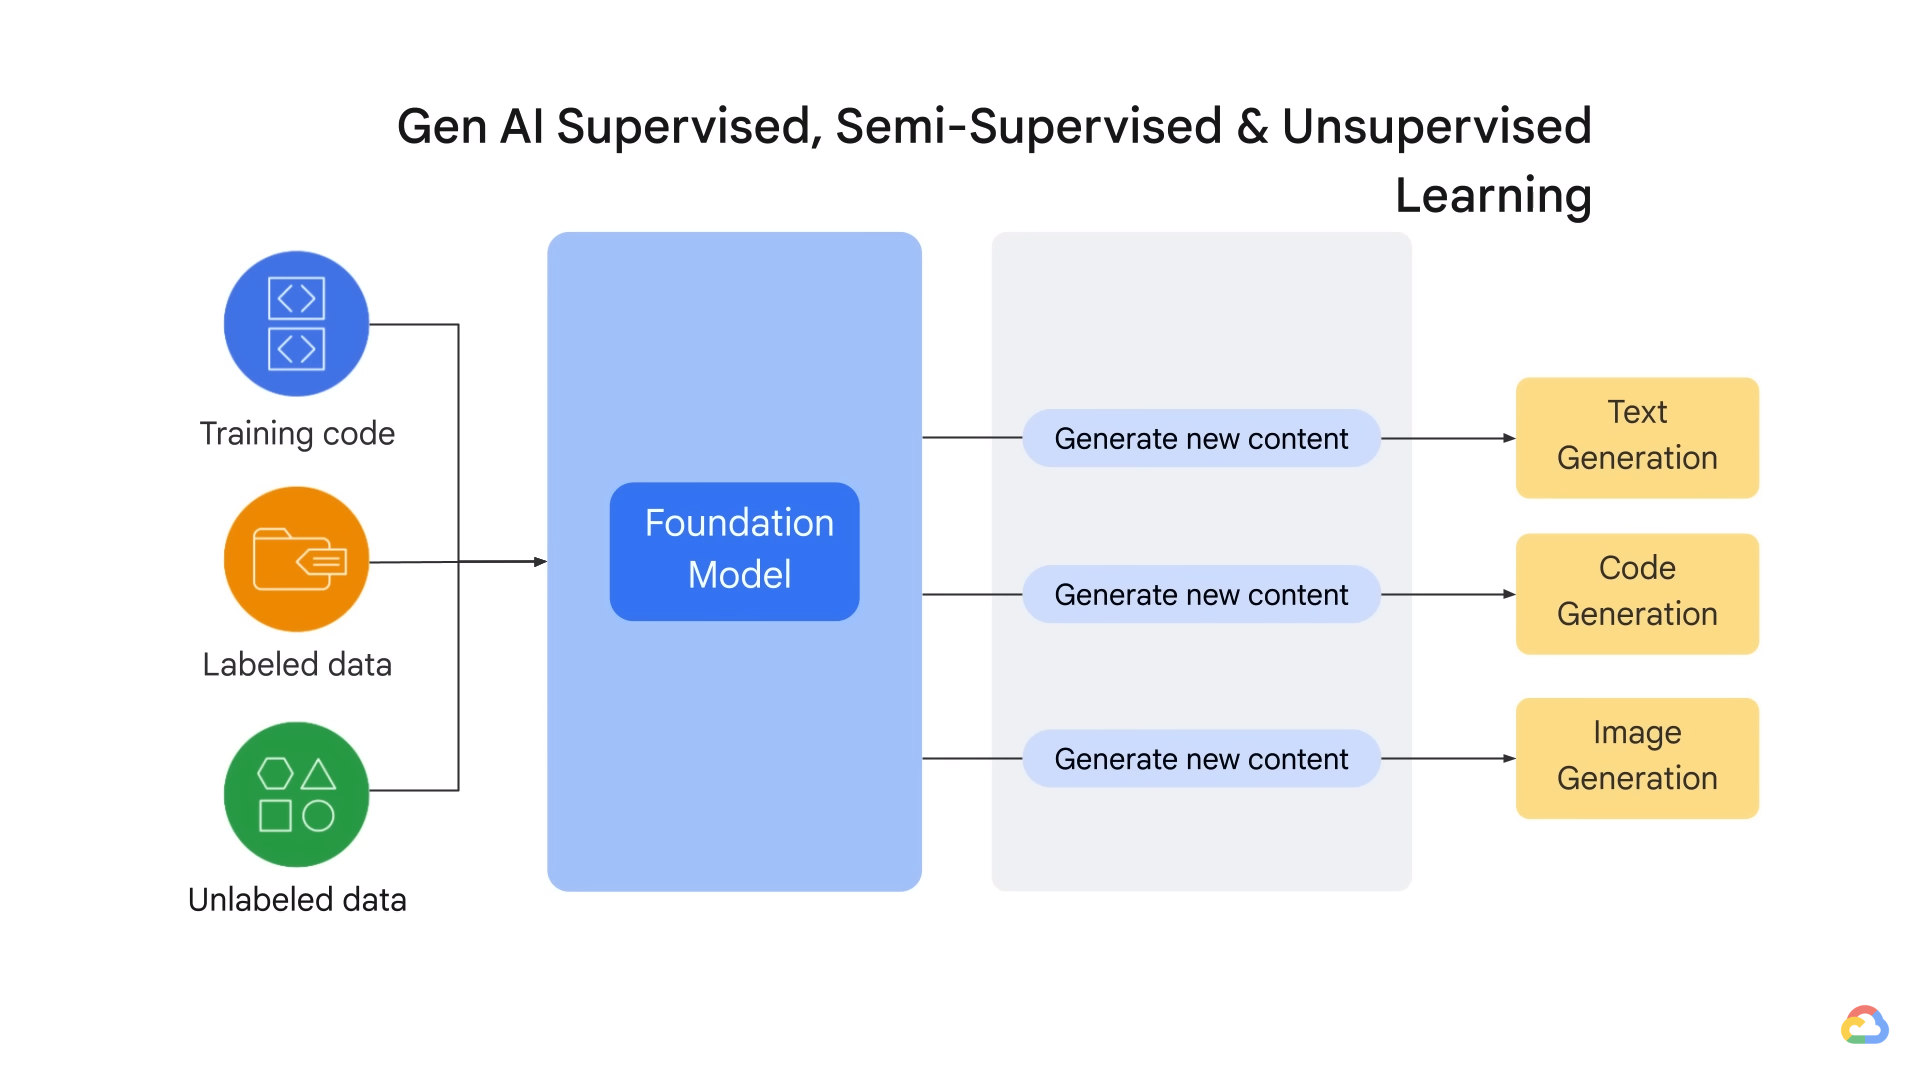 Gen AI Supervised, Semi-Supervised & Unsupervised
Learning
Training code
Labeled data
Unlabeled data
Foundation
Model
Generate new content
Generate new content
Generate new content
Text
Generation
Code
Generation
Image
Generation